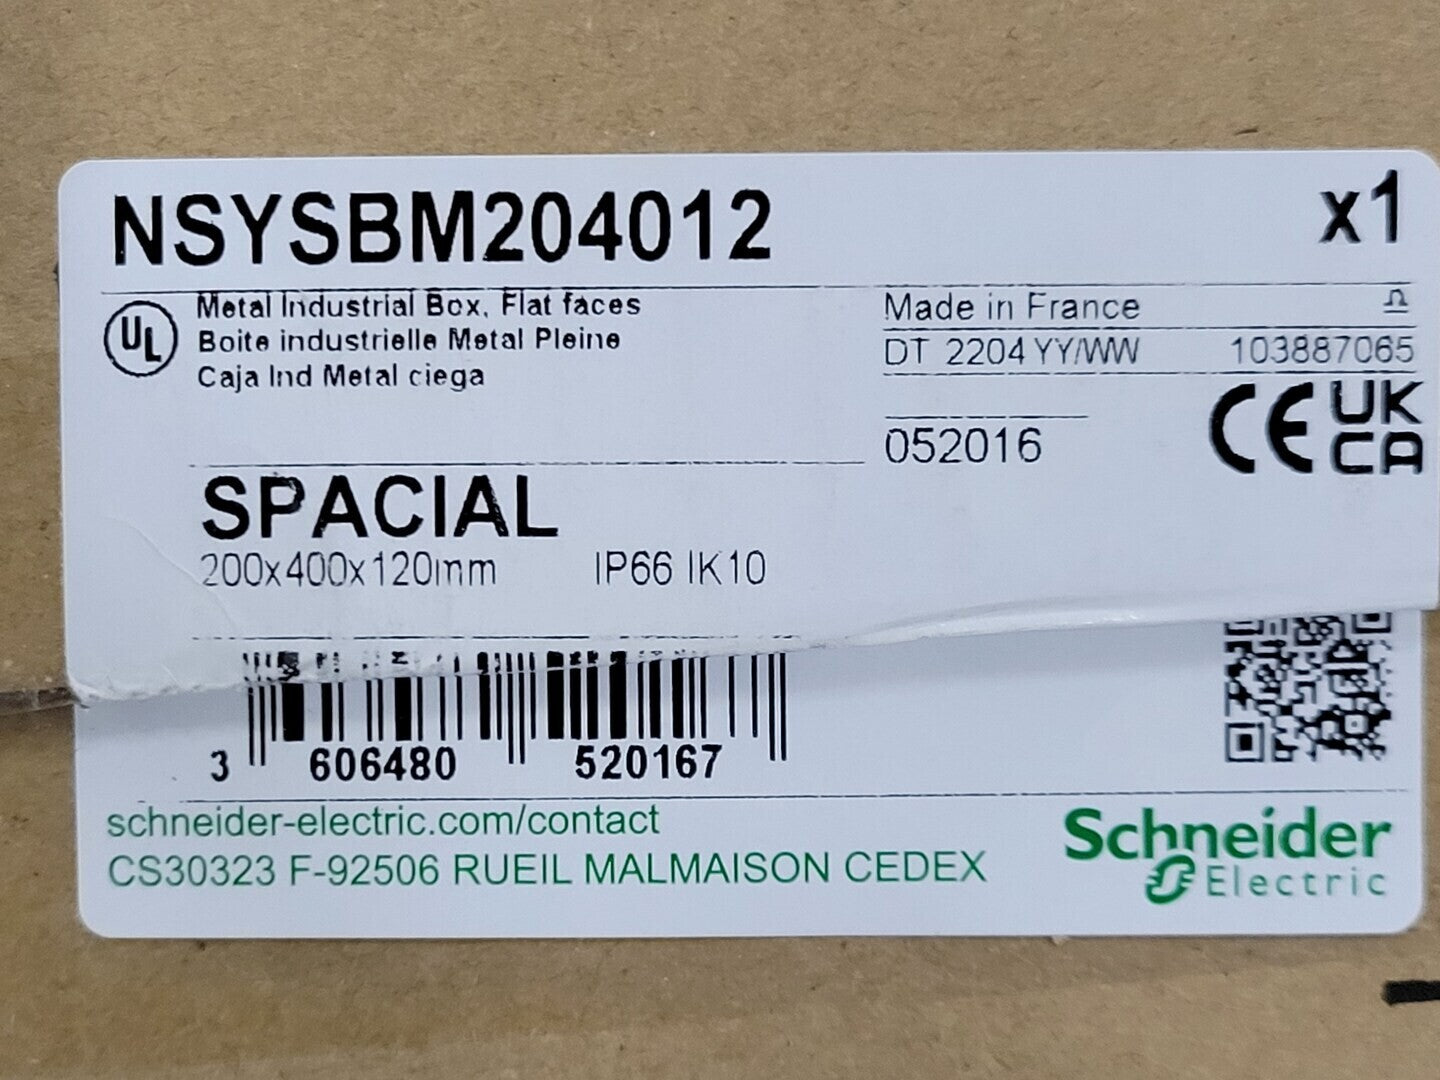 NSYSBM204012
x1
UL
Metal Industrial Box, Flat faces
Boite industrielle Metal Pleine
Caja Ind Metal ciega
Made in France
DT 2204 YY/WW 103887065
052016
CE UK
CA
SPACIAL
200x400x120mm IP66 IK10
3 606480 520167
schneider-electric.com/contact
CS30323 F-92506 RUEIL MALMAISON CEDEX
Schneider
Electric